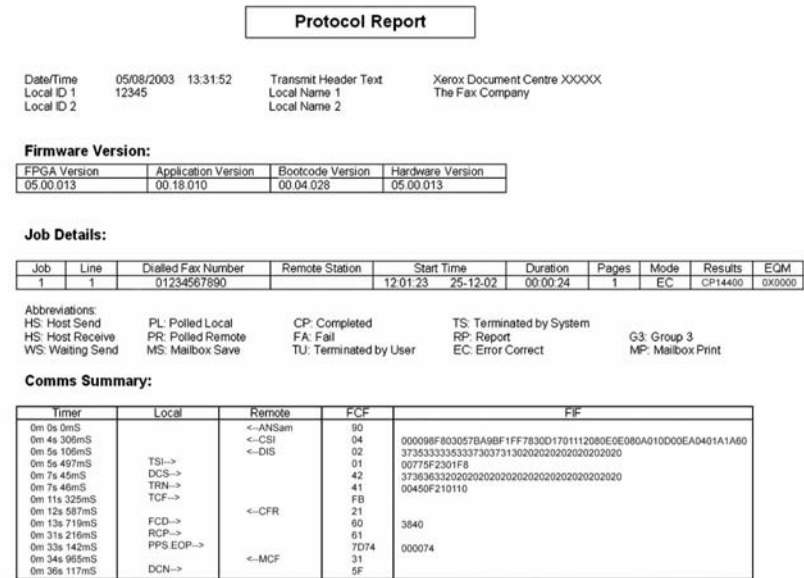 Protocol Report
Date/Time 05/08/2003 13:31:52 Transmit Header Text Xerox Document Centre XXXXX
Local ID 1 12345 Local Name 1 The Fax Company
Local ID 2 Local Name 2
Firmware Version:
FPGA Version Application Version Bootcode Version Hardware Version
05.00.013 00.18.010 00.04.028 05.00.013
Job Details:
Job Line Dialled Fax Number Remote Station Start Time Duration Pages Mode Results EQM
1 1 01234567890 12:01:23 25-12-02 00:00:24 1 EC CP14400 0X0000
Abbreviations:
HS: Host Send PL: Polled Local CP: Completed TS: Terminated by System
HS: Host Receive PR: Polled Remote FA: Fail RP: Report G3: Group 3
WS: Waiting Send MS: Mailbox Save TU: Terminated by User EC: Error Correct MP: Mailbox Print
Comms Summary:
Timer Local Remote FCF FIF
0m 0s 0mS <--ANSam 90
0m 4s 306mS <--CSI 04 000098F803057BA9BF1FF7830D1701112080E0E080A010D00EA0401A1A60
0m 5s 106mS <--DIS 02 3735333335333730373130202020202020202020
0m 5s 497mS TSI--> 01 00775F2301F8
0m 7s 45mS DCS--> 42 3736363320202020202020202020202020202020
0m 7s 46mS TRN--> 41 00450F210110
0m 11s 325mS TCF--> FB
0m 12s 587mS <--CFR 21
0m 13s 719mS FCD--> 60 3840
0m 31s 216mS RCP--> 61
0m 33s 142mS PPS.EOP--> 7D74 000074
0m 34s 965mS <--MCF 31
0m 36s 117mS DCN--> 5F